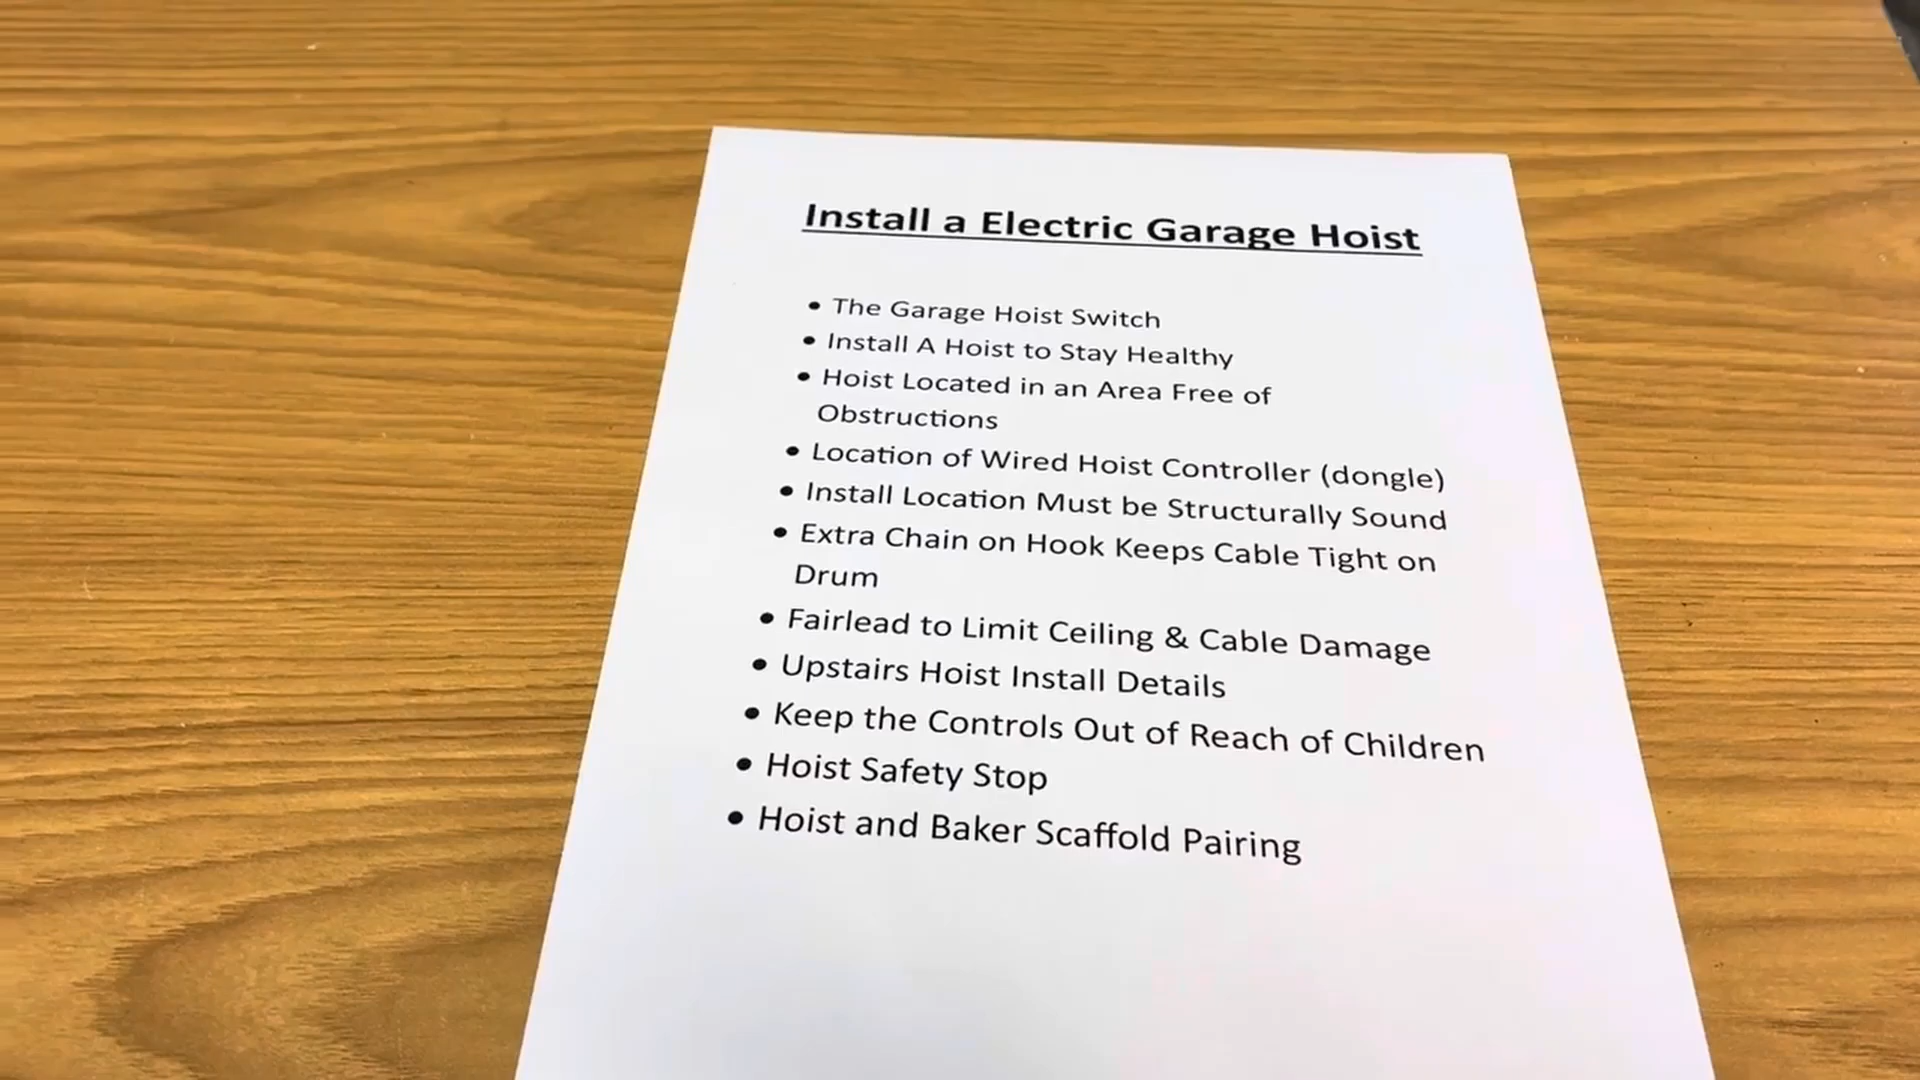 Install a Electric Garage Hoist
• The Garage Hoist Switch
• Install A Hoist to Stay Healthy
• Hoist Located in an Area Free of
Obstructions
• Location of Wired Hoist Controller (dongle)
• Install Location Must be Structurally Sound
• Extra Chain on Hook Keeps Cable Tight on
Drum
• Fairlead to Limit Ceiling & Cable Damage
• Upstairs Hoist Install Details
• Keep the Controls Out of Reach of Children
• Hoist Safety Stop
• Hoist and Baker Scaffold Pairing